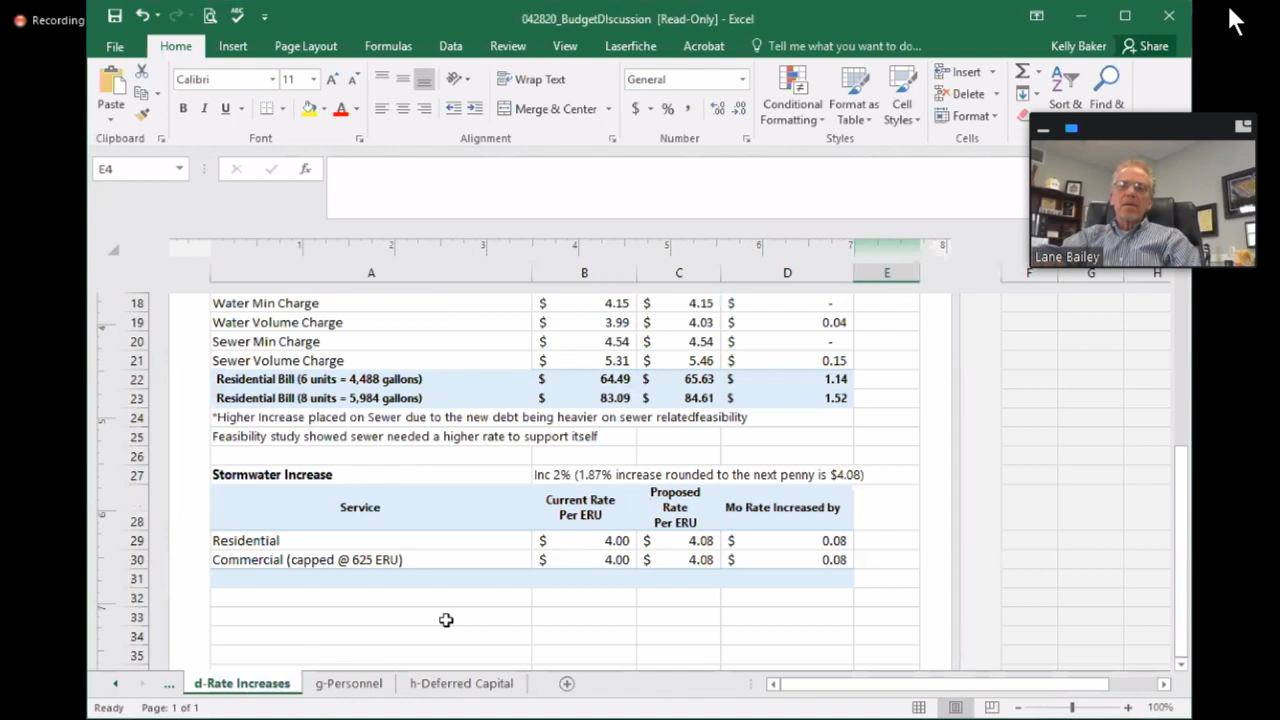 Recording
042820_BudgetDIscussion [Read-Only] - Excel
File Home Insert Page Layout Formulas Data Review View Laserfiche Acrobat Tell me what you want to do... Kelly Baker Share
Calibri 11 Wrap Text General Insert
Paste B I U Merge & Center $ % Conditional Formatting Format as Table Cell Styles Delete Format Sort & Find &
Clipboard Font Alignment Number Styles Cells
E4 fx
Lane Bailey
1 2 3 4 5 6 7 8
A B C D E F G H
18 Water Min Charge $ 4.15 $ 4.15 $ -
19 Water Volume Charge $ 3.99 $ 4.03 $ 0.04
20 Sewer Min Charge $ 4.54 $ 4.54 $ -
21 Sewer Volume Charge $ 5.31 $ 5.46 $ 0.15
22 Residential Bill (6 units = 4,488 gallons) $ 64.49 $ 65.63 $ 1.14
23 Residential Bill (8 units = 5,984 gallons) $ 83.09 $ 84.61 $ 1.52
24 *Higher Increase placed on Sewer due to the new debt being heavier on sewer relatedfeasibility
25 Feasibility study showed sewer needed a higher rate to support itself
26
27 Stormwater Increase Inc 2% (1.87% increase rounded to the next penny is $4.08)
28 Service Current Rate Per ERU Proposed Rate Per ERU Mo Rate Increased by
29 Residential $ 4.00 $ 4.08 $ 0.08
30 Commercial (capped @ 625 ERU) $ 4.00 $ 4.08 $ 0.08
31
32
33
34
35
... d-Rate Increases g-Personnel h-Deferred Capital
Ready Page: 1 of 1 100%